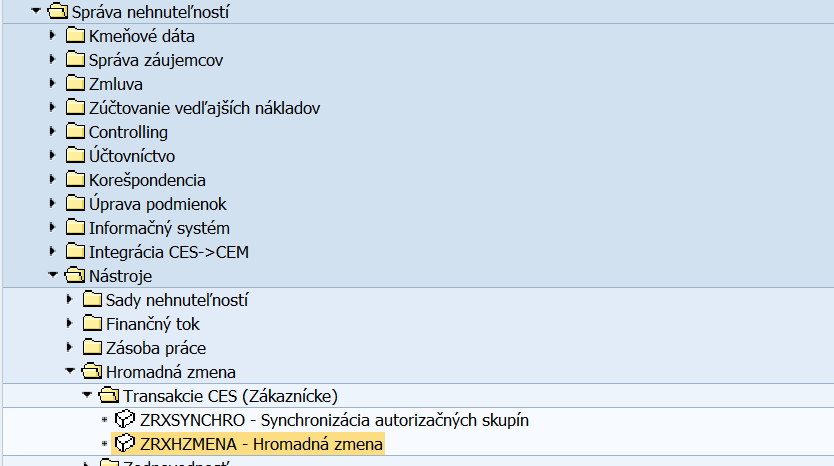 Správa nehnuteľností
Kmeňové dáta
Správa záujemcov
Zmluva
Zúčtovanie vedľajších nákladov
Controlling
Účtovníctvo
Korešpondencia
Úprava podmienok
Informačný systém
Integrácia CES->CEM
Nástroje
Sady nehnuteľností
Finančný tok
Zásoba práce
Hromadná zmena
Transakcie CES (Zákaznícke)
ZRXSYNCHRO - Synchronizácia autorizačných skupín
ZRXHZMENA - Hromadná zmena